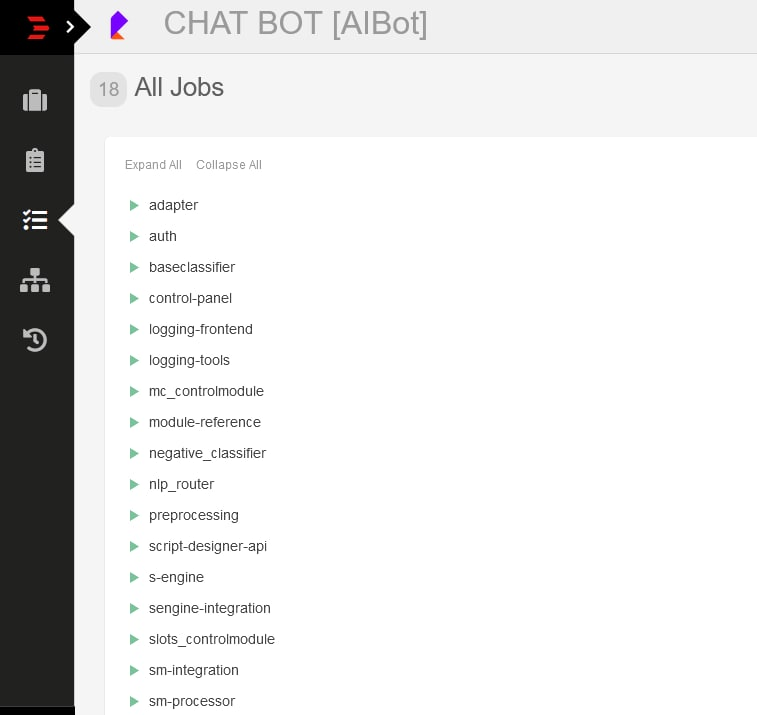 CHAT BOT [AIBot]
18 All Jobs
Expand All Collapse All
adapter
auth
baseclassifier
control-panel
logging-frontend
logging-tools
mc_controlmodule
module-reference
negative_classifier
nlp_router
preprocessing
script-designer-api
s-engine
sengine-integration
slots_controlmodule
sm-integration
sm-processor